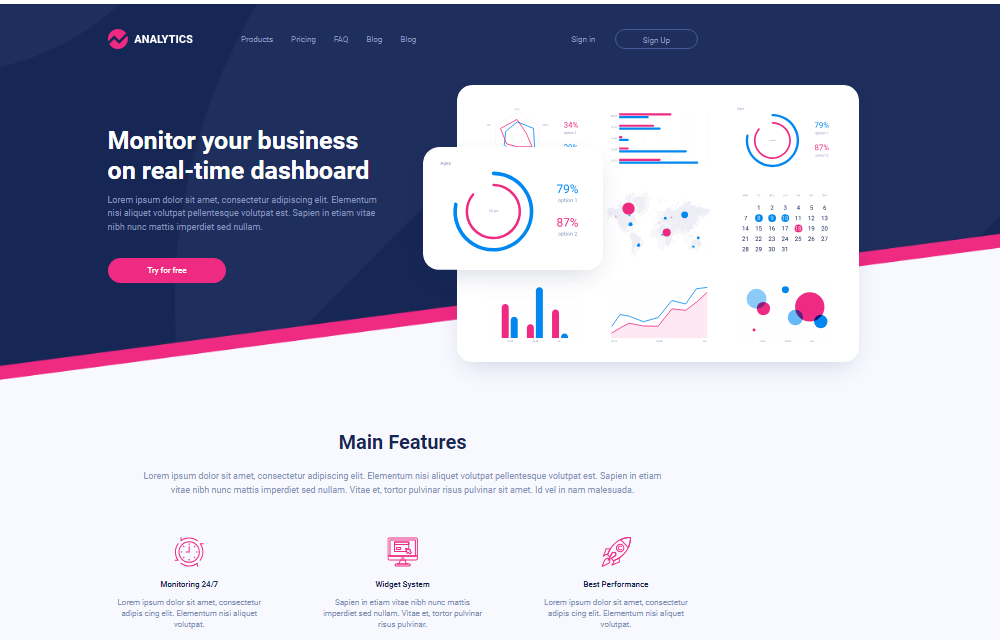 ANALYTICS
Products Pricing FAQ Blog Blog
Sign in
Sign Up
Monitor your business
on real-time dashboard
Lorem ipsum dolor sit amet, consectetur adipiscing elit. Elementum
nisi aliquet volutpat pellentesque volutpat est. Sapien in etiam vitae
nibh nunc mattis imperdiet sed nullam.
Try for free
34%
option 1
Ages
79%
option 1
87%
option 2
Ages
79%
option 1
87%
option 2
1 2 3 4 5 6
7 8 9 10 11 12 13
14 15 16 17 18 19 20
21 22 23 24 25 26 27
28 29 30 31
Main Features
Lorem ipsum dolor sit amet, consectetur adipiscing elit. Elementum nisi aliquet volutpat pellentesque volutpat est. Sapien in etiam
vitae nibh nunc mattis imperdiet sed nullam. Vitae et, tortor pulvinar risus pulvinar sit amet. Id vel in nam malesuada.
Monitoring 24/7
Lorem ipsum dolor sit amet, consectetur
adipis cing elit. Elementum nisi aliquet
volutpat.
Widget System
Sapien in etiam vitae nibh nunc mattis
imperdiet sed nullam. Vitae et, tortor pulvinar
risus pulvinar.
Best Performance
Lorem ipsum dolor sit amet, consectetur
adipis cing elit. Elementum nisi aliquet
volutpat.